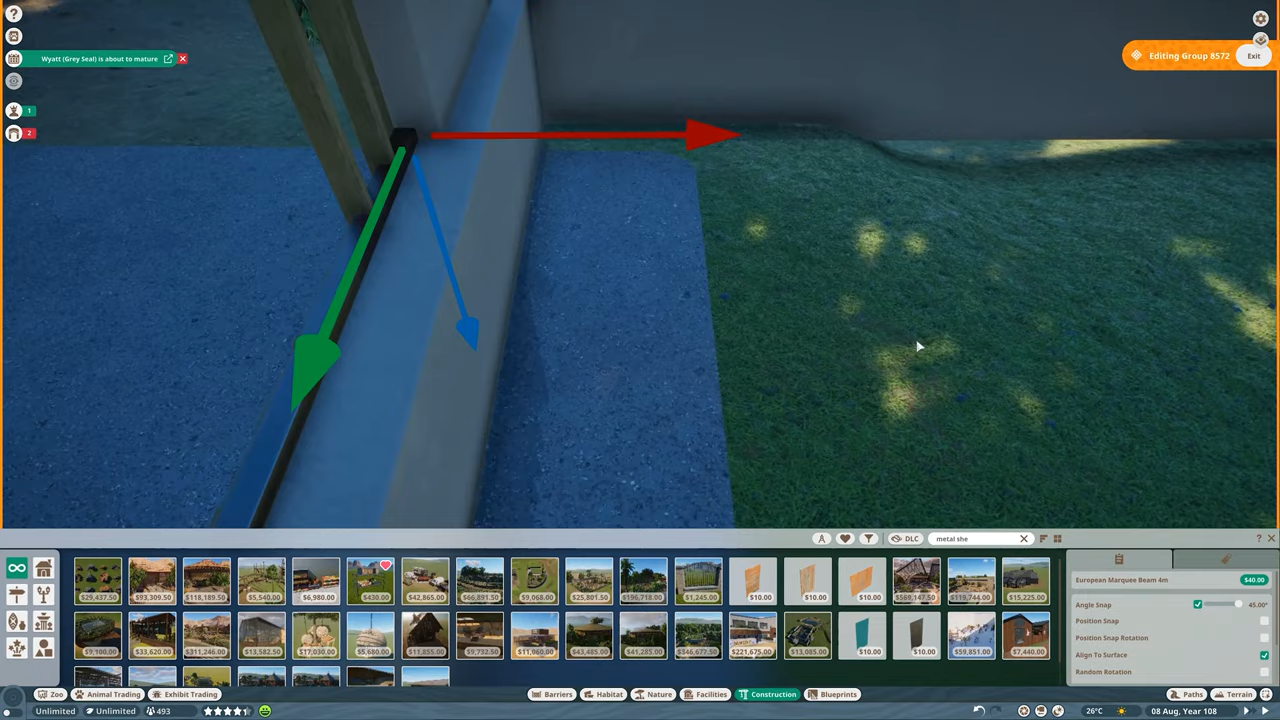 ?
Wyatt (Grey Seal) is about to mature
1
2
Editing Group 8572
Exit
DLC
metal she
?
$29,437.50
$93,309.50
$118,189.50
$5,540.00
$6,980.00
$430.00
$42,865.00
$66,891.50
$9,068.00
$25,801.50
$196,718.00
$1,245.00
$10.00
$10.00
$10.00
$569,147.50
$119,744.00
$15,225.00
$9,100.00
$33,620.00
$311,246.00
$13,582.50
$17,030.00
$5,680.00
$11,855.00
$9,732.50
$11,060.00
$43,485.00
$41,285.00
$346,677.50
$221,675.00
$13,085.00
$10.00
$10.00
$59,851.00
$7,440.00
European Marquee Beam 4m
$40.00
Angle Snap
45.00°
Position Snap
Position Snap Rotation
Align To Surface
Random Rotation
Zoo
Animal Trading
Exhibit Trading
Barriers
Habitat
Nature
Facilities
Construction
Blueprints
Paths
Terrain
Unlimited
Unlimited
493
26°C
08 Aug, Year 108